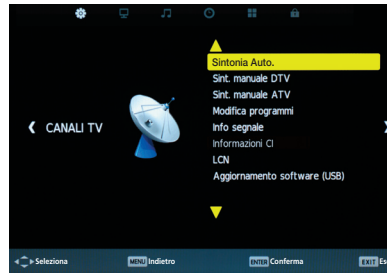 Sintonia Auto.
Sint. manuale DTV
Sint. manuale ATV
CANALI TV
Modifica programmi
Info segnale
Informazioni CI
LCN
Aggiornamento software (USB)
Seleziona MENU Indietro ENTER Conferma EXIT Es